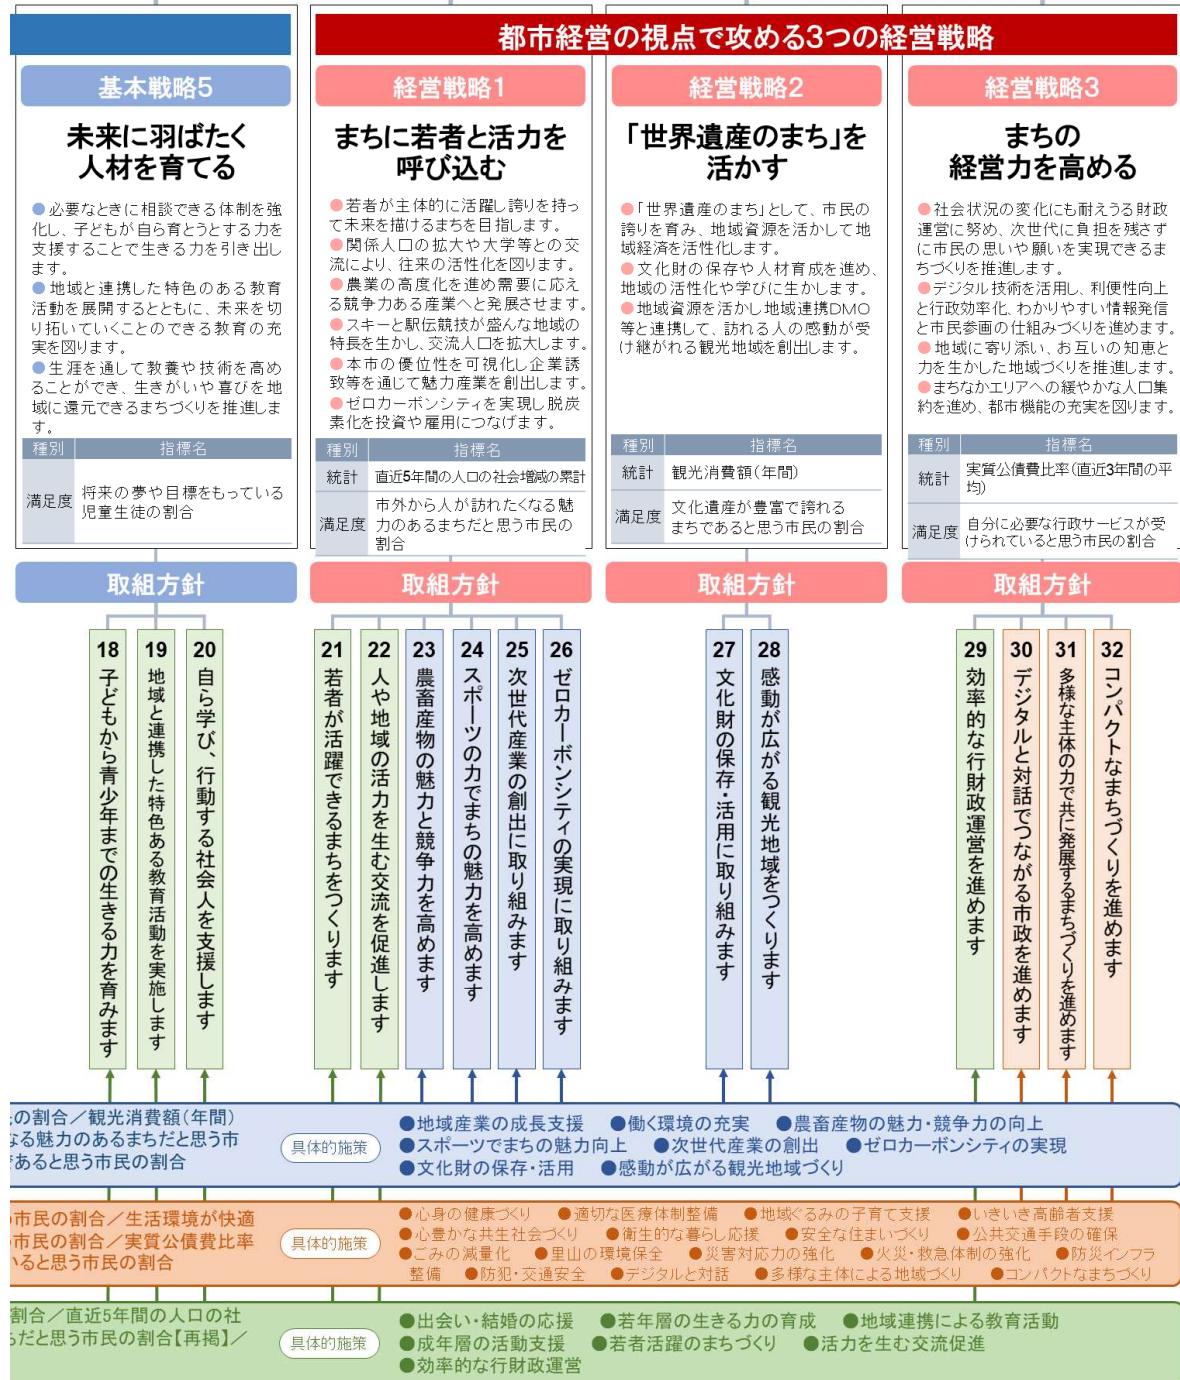 都市経営の視点で攻める3つの経営戦略
基本戦略5
未来に羽ばたく
人材を育てる
●必要なときに相談できる体制を強
化し、子どもが自ら育とうとする力を
支援することで生きる力を引き出し
ます。
●地域と連携した特色のある教育
活動を展開するとともに、未来を切
り拓いていくことのできる教育の充
実を図ります。
●生涯を通して教養や技術を高め
ることができ、生きがいや喜びを地
域に還元できるまちづくりを推進しま
す。
種別 指標名
満足度 将来の夢や目標をもっている
児童生徒の割合
経営戦略1
まちに若者と活力を
呼び込む
●若者が主体的に活躍し誇りを持っ
て未来を描けるまちを目指します。
●関係人口の拡大や大学等との交
流により、往来の活性化を図ります。
●農業の高度化を進め需要に応え
る競争力ある産業へと発展させます。
●スキーと駅伝競技が盛んな地域の
特長を生かし、交流人口を拡大します。
●本市の優位性を可視化し企業誘
致等を通じて魅力産業を創出します。
●ゼロカーボンシティを実現し脱炭
素化を投資や雇用につなげます。
種別 指標名
統計 直近5年間の人口の社会増減の累計
満足度 市外から人が訪れたくなる魅
力のあるまちだと思う市民の
割合
経営戦略2
「世界遺産のまち」を
活かす
●「世界遺産のまち」として、市民の
誇りを育み、地域資源を活かして地
域経済を活性化します。
●文化財の保存や人材育成を進め、
地域の活性化や学びに生かします。
●地域資源を活かし地域連携DMO
等と連携して、訪れる人の感動が受
け継がれる観光地域を創出します。
種別 指標名
統計 観光消費額(年間)
満足度 文化遺産が豊富で誇れる
まちであると思う市民の割合
経営戦略3
まちの
経営力を高める
●社会状況の変化にも耐えうる財政
運営に努め、次世代に負担を残さず
に市民の思いや願いを実現できるま
ちづくりを推進します。
●デジタル技術を活用し、利便性向上
と行政効率化、わかりやすい情報発信
と市民参画の仕組みづくりを進めます。
●地域に寄り添い、お互いの知恵と
力を生かした地域づくりを推進します。
●まちなかエリアへの緩やかな人口集
約を進め、都市機能の充実を図ります。
種別 指標名
統計 実質公債費比率(直近3年間の平
均)
満足度 自分に必要な行政サービスが受
けられていると思う市民の割合
取組方針
取組方針
取組方針
取組方針
18 子どもから青少年までの生きる力を育みます
19 地域と連携した特色ある教育活動を実施します
20 自ら学び、行動する社会人を支援します
21 若者が活躍できるまちをつくります
22 人や地域の活力を生む交流を促進します
23 農畜産物の魅力と競争力を高めます
24 スポーツの力でまちの魅力を高めます
25 次世代産業の創出に取り組みます
26 ゼロカーボンシティの実現に取り組みます
27 文化財の保存・活用に取り組みます
28 感動が広がる観光地域をつくります
29 効率的な行財政運営を進めます
30 デジタルと対話でつながる市政を進めます
31 多様な主体の力で共に発展するまちづくりを進めます
32 コンパクトなまちづくりを進めます
の割合/観光消費額(年間)
なる魅力のあるまちだと思う市
であると思う市民の割合
具体的施策
●地域産業の成長支援 ●働く環境の充実 ●農畜産物の魅力・競争力の向上
●スポーツでまちの魅力向上 ●次世代産業の創出 ●ゼロカーボンシティの実現
●文化財の保存・活用 ●感動が広がる観光地域づくり
市民の割合/生活環境が快適
市民の割合/実質公債費比率
いると思う市民の割合
具体的施策
●心身の健康づくり ●適切な医療体制整備 ●地域ぐるみの子育て支援 ●いきいき高齢者支援
●心豊かな共生社会づくり ●衛生的な暮らし応援 ●安全な住まいづくり ●公共交通手段の確保
●ごみの減量化 ●里山の環境保全 ●災害対応力の強化 ●火災・救急体制の強化 ●防災インフラ
整備 ●防犯・交通安全 ●デジタルと対話 ●多様な主体による地域づくり ●コンパクトなまちづくり
割合/直近5年間の人口の社
ちだと思う市民の割合【再掲】/
具体的施策
●出会い・結婚の応援 ●若年層の生きる力の育成 ●地域連携による教育活動
●成年層の活動支援 ●若者活躍のまちづくり ●活力を生む交流促進
●効率的な行財政運営